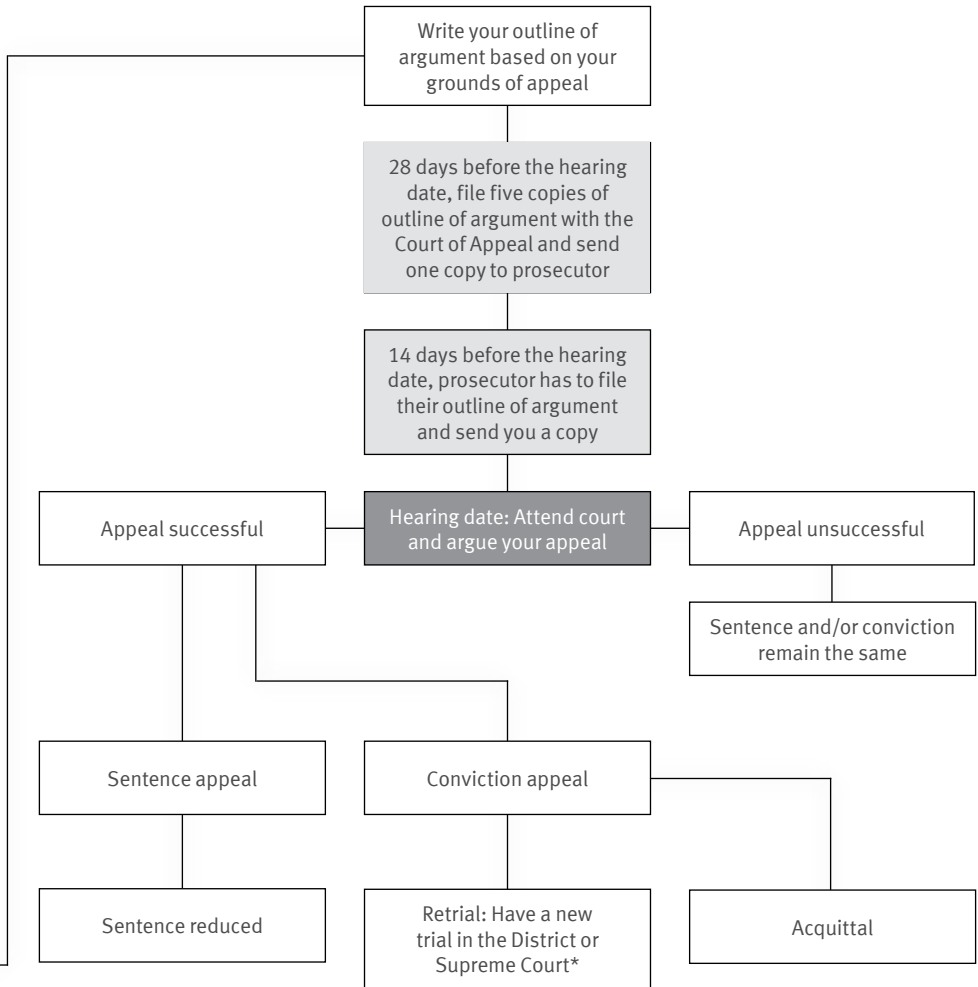 Write your outline of
argument based on your
grounds of appeal
28 days before the hearing
date, file five copies of
outline of argument with the
Court of Appeal and send
one copy to prosecutor
14 days before the hearing
date, prosecutor has to file
their outline of argument
and send you a copy
Appeal successful
Hearing date: Attend court
and argue your appeal
Appeal unsuccessful
Sentence and/or conviction
remain the same
Sentence appeal
Conviction appeal
Sentence reduced
Retrial: Have a new
trial in the District or
Supreme Court*
Acquittal